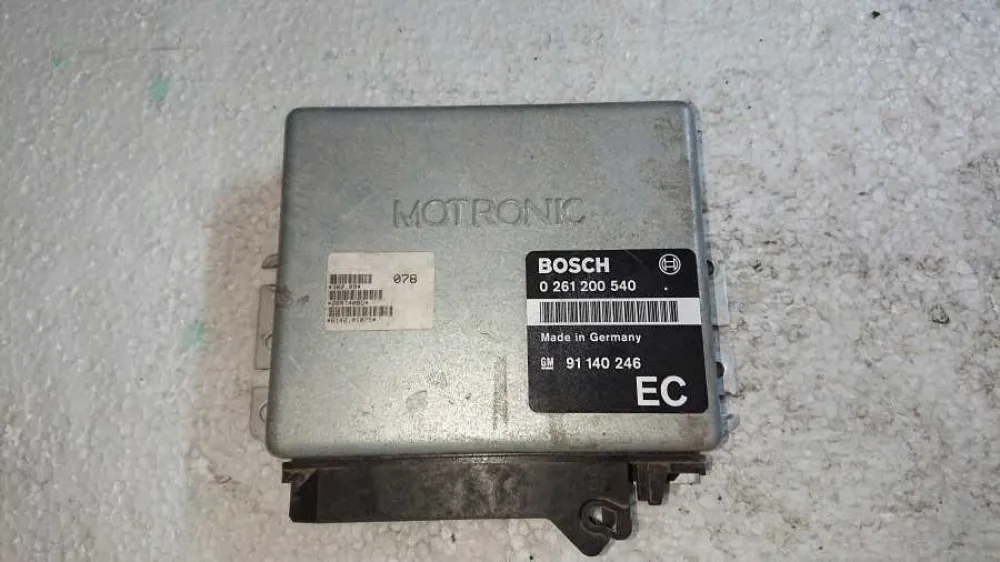 MOTRONIC
078
BOSCH
0 261 200 540
Made in Germany
GM 91 140 246
EC